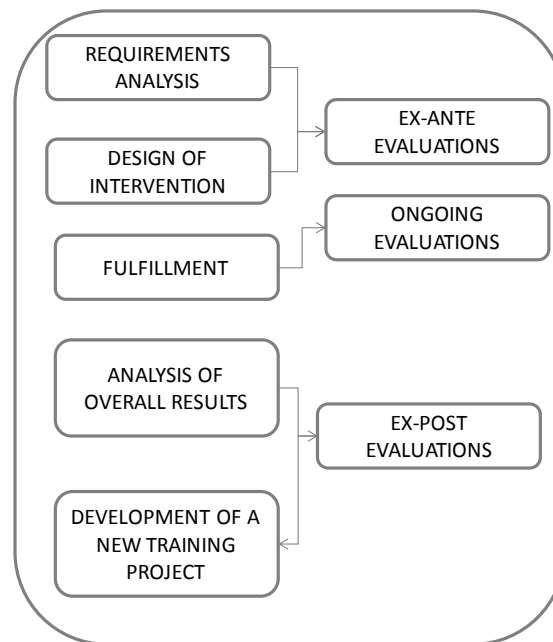 REQUIREMENTS
ANALYSIS
EX-ANTE
EVALUATIONS
DESIGN OF
INTERVENTION
ONGOING
EVALUATIONS
FULFILLMENT
ANALYSIS OF
OVERALL RESULTS
EX-POST
EVALUATIONS
DEVELOPMENT OF A
NEW TRAINING
PROJECT